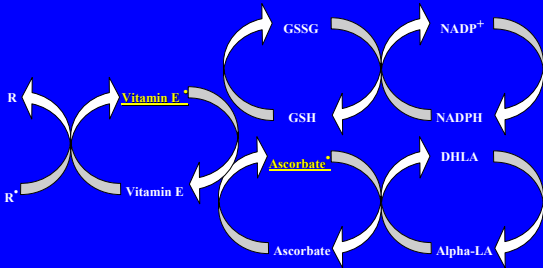 GSSG NADP+
R Vitamin E•
GSH NADPH
Ascorbate• DHLA
R• Vitamin E
Ascorbate Alpha-LA